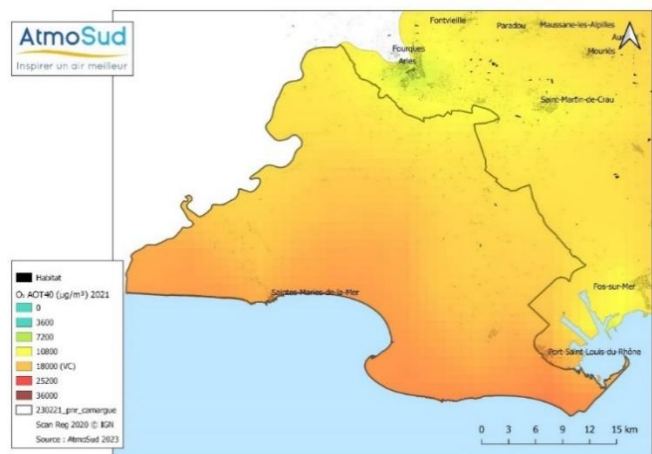 AtmoSud
Inspirer un air meilleur
Fontvieille
Paradou
Maussane-les-Alpilles
Fourques
Arles
Mouriès
Saint-Martin-de-Crau
Saintes-Maries-de-la-Mer
Fos-sur-Mer
Port-Saint-Louis-du-Rhône
Habitat
O₃ AOT40 (µg/m³) 2021
0
3600
7200
10800
18000 (VC)
25200
36000
230221_pnr_camargue
Scan Reg 2020 © IGN
Source : AtmoSud 2023
0 3 6 9 12 15 km